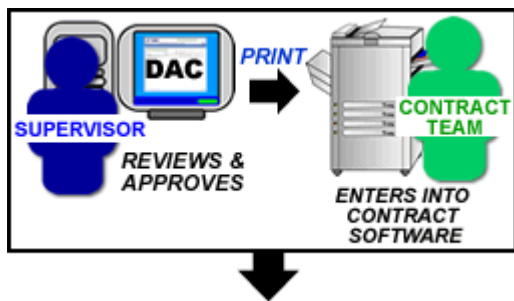 DAC
PRINT
SUPERVISOR
REVIEWS &
APPROVES
CONTRACT
TEAM
ENTERS INTO
CONTRACT
SOFTWARE